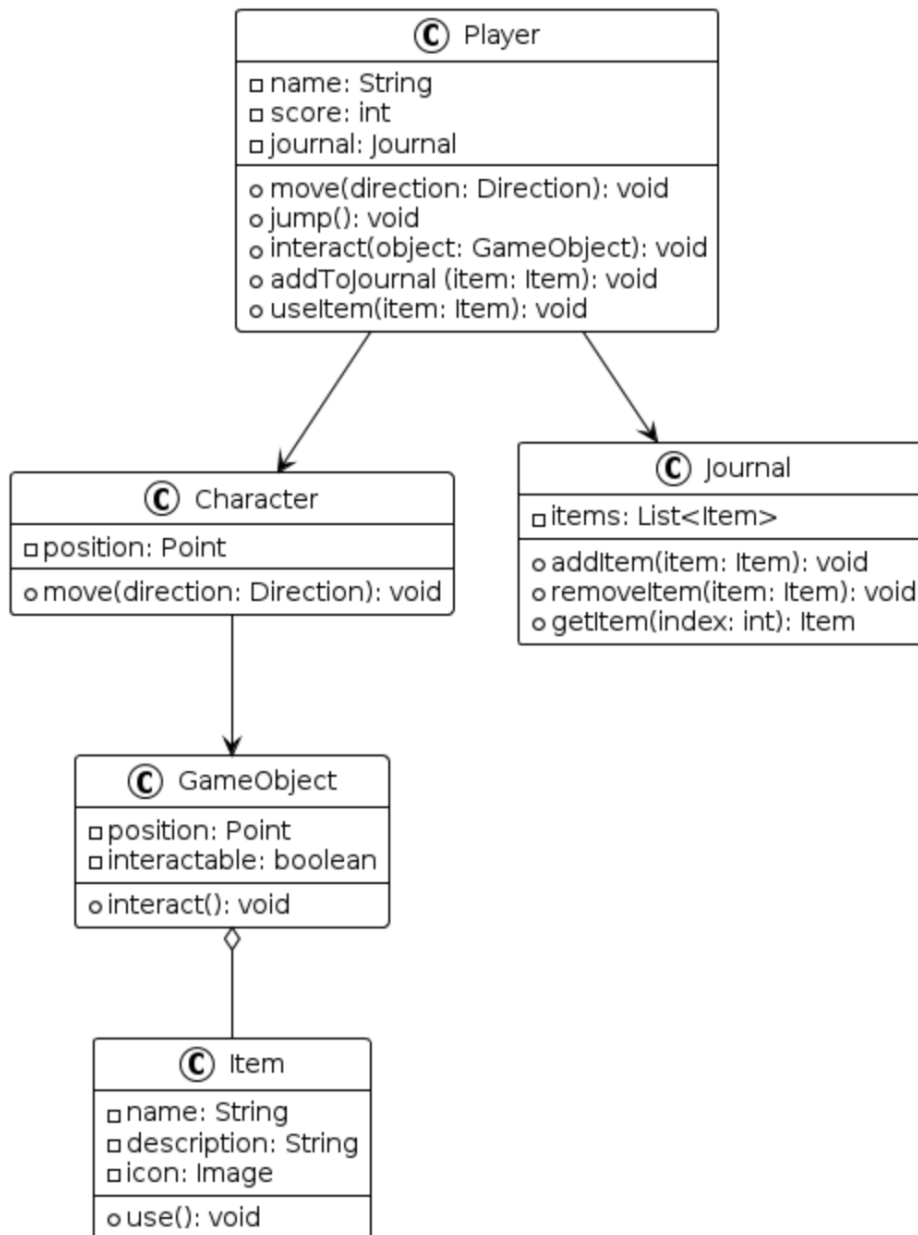 C Player
name: String
score: int
journal: Journal
move(direction: Direction): void
jump(): void
interact(object: GameObject): void
addToJournal (item: Item): void
useItem(item: Item): void
C Character
position: Point
move(direction: Direction): void
C Journal
items: List<Item>
addItem(item: Item): void
removeItem(item: Item): void
getItem(index: int): Item
C GameObject
position: Point
interactable: boolean
interact(): void
C Item
name: String
description: String
icon: Image
use(): void